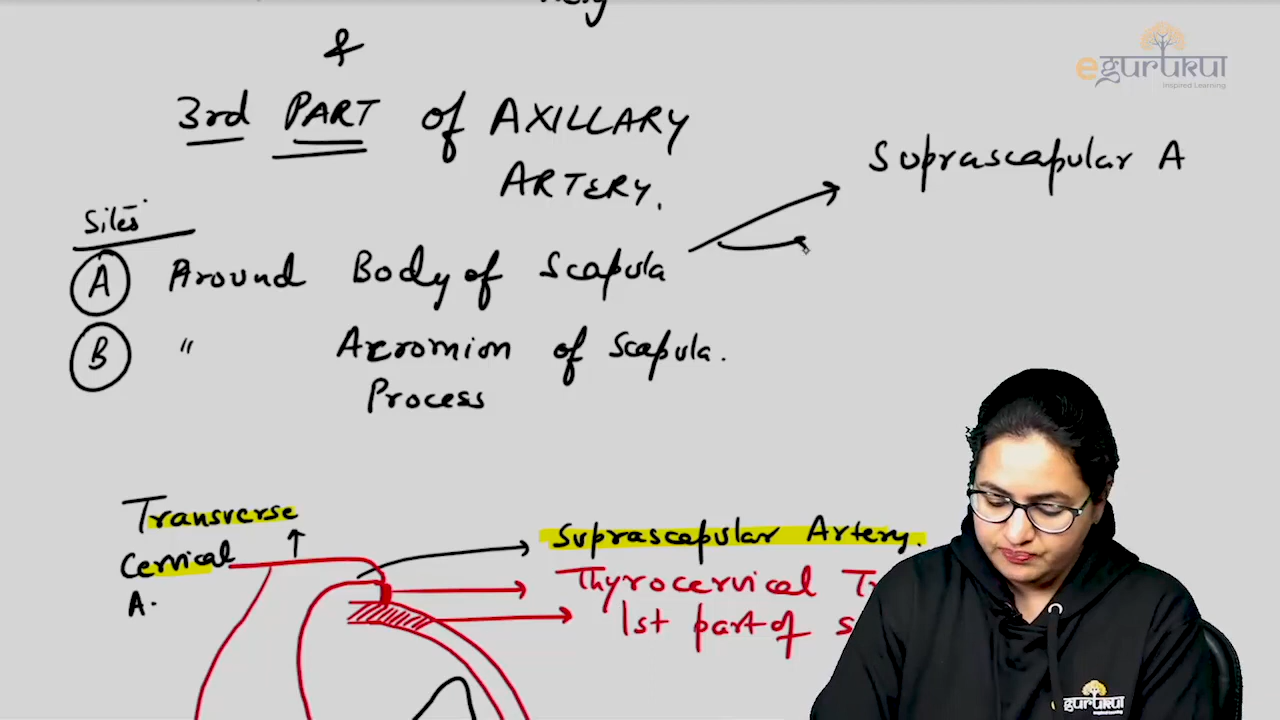 &
3rd PART of AXILLARY
ARTERY.
Suprascapular A
Sites
A Around Body of Scapula
B " Acromion of Scapula.
Process
Transverse
Cervical
A.
Suprascapular Artery.
Thyrocervical
1st part of
egurukul
Inspired Learning
egurukul